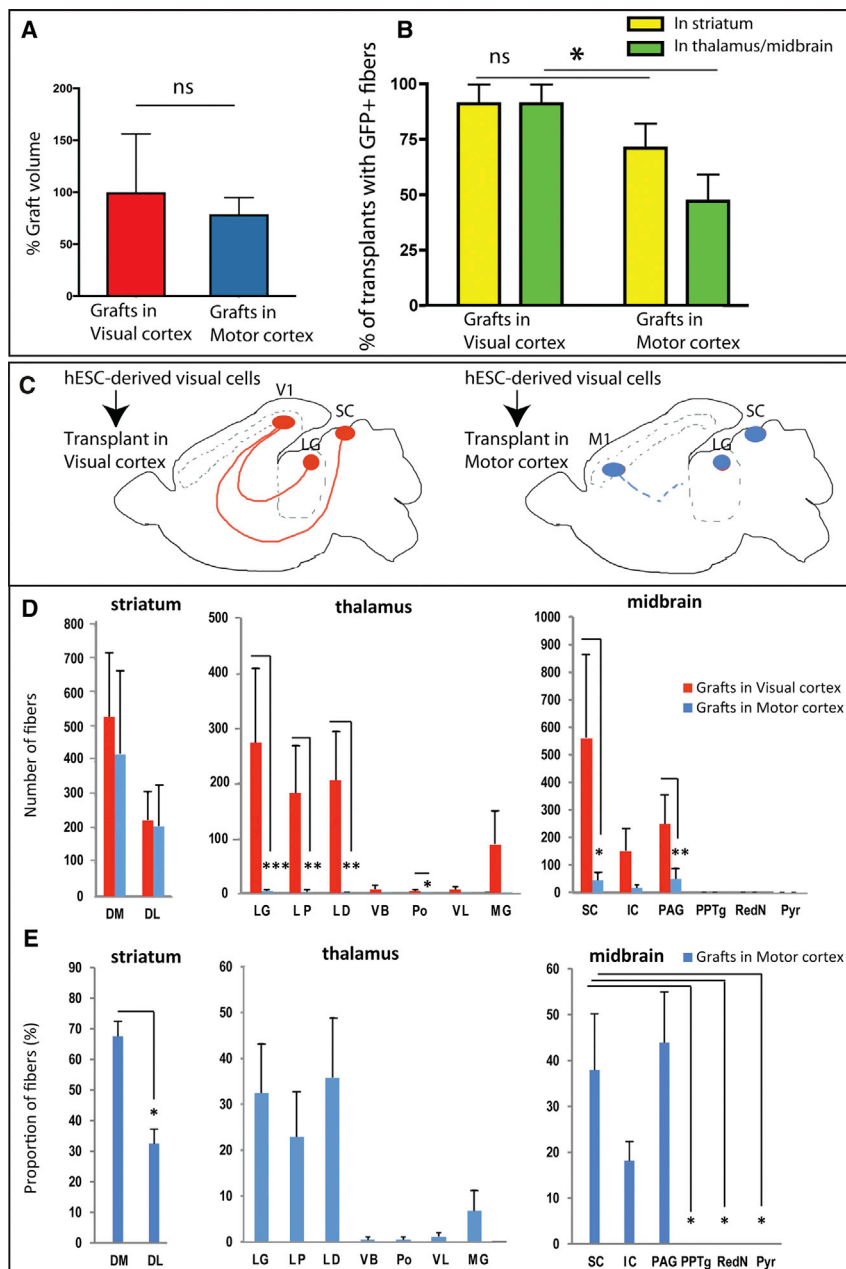 A
ns
200
150
100
50
0
% Graft volume
Grafts in
Visual cortex
Grafts in
Motor cortex
B
In striatum
In thalamus/midbrain
ns
*
100
75
50
25
0
% of transplants with GFP+ fibers
Grafts in
Visual cortex
Grafts in
Motor cortex
C
hESC-derived visual cells
Transplant in
Visual cortex
V1
SC
LG
hESC-derived visual cells
Transplant in
Motor cortex
M1
SC
LG
D
striatum
800
700
600
500
400
300
200
100
0
Number of fibers
DM DL
thalamus
500
400
300
200
100
0
*** ** ** *
LG LP LD VB Po VL MG
midbrain
1000
900
800
700
600
500
400
300
200
100
0
Grafts in Visual cortex
Grafts in Motor cortex
* **
SC IC PAG PPTg RedN Pyr
E
striatum
90
80
70
60
50
40
30
20
10
0
Proportion of fibers (%)
*
DM DL
thalamus
60
50
40
30
20
10
0
LG LP LD VB Po VL MG
midbrain
Grafts in Motor cortex
60
50
40
30
20
10
0
* * *
SC IC PAG PPTg RedN Pyr